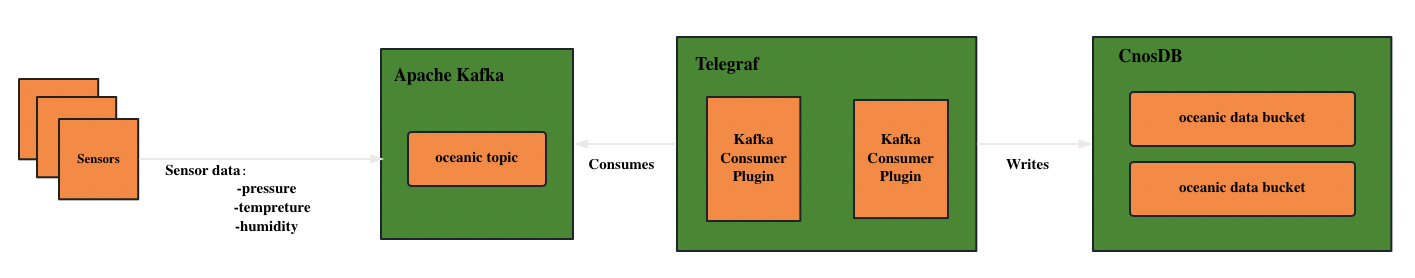 Sensors
Sensor data:
-pressure
-tempreture
-humidity
Apache Kafka
oceanic topic
Consumes
Telegraf
Kafka
Consumer
Plugin
Kafka
Consumer
Plugin
Writes
CnosDB
oceanic data bucket
oceanic data bucket